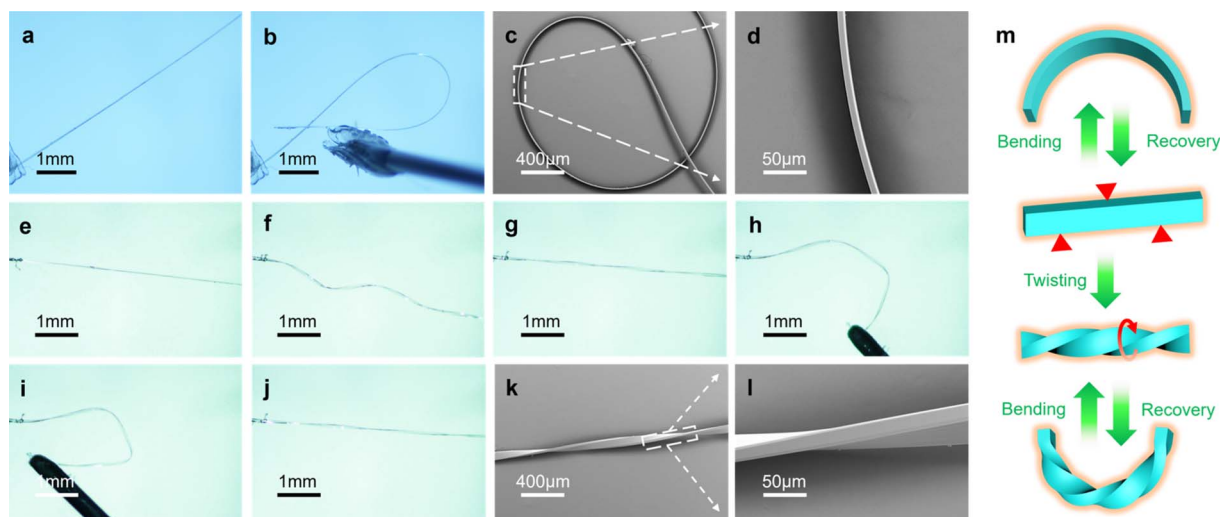 a
1mm
b
1mm
c
400μm
d
50μm
e
1mm
f
1mm
g
1mm
h
1mm
i
1mm
j
1mm
k
400μm
l
50μm
m
Bending
Recovery
Twisting
Bending
Recovery